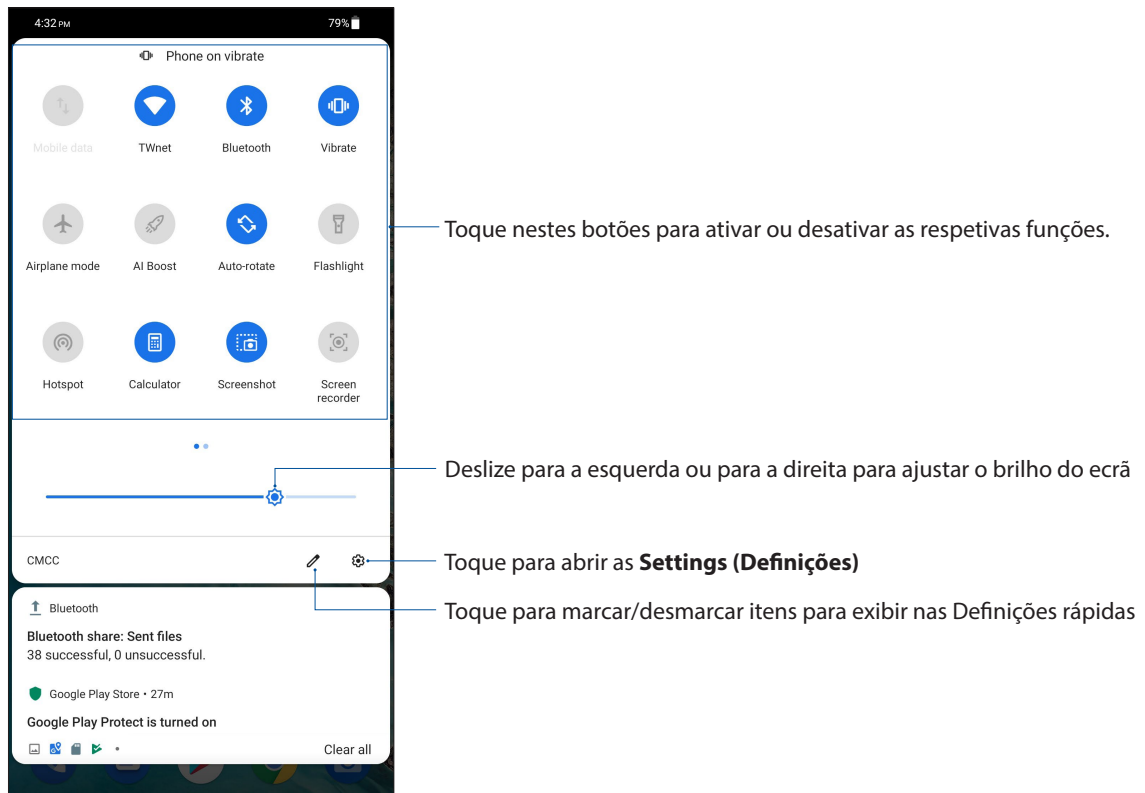 4:32 PM 79%
Phone on vibrate
Mobile data TWnet Bluetooth Vibrate
Airplane mode AI Boost Auto-rotate Flashlight
Toque nestes botões para ativar ou desativar as respetivas funções.
Hotspot Calculator Screenshot Screen
recorder
Deslize para a esquerda ou para a direita para ajustar o brilho do ecrã
CMCC
Toque para abrir as Settings (Definições)
Toque para marcar/desmarcar itens para exibir nas Definições rápidas
Bluetooth
Bluetooth share: Sent files
38 successful, 0 unsuccessful.
Google Play Store • 27m
Google Play Protect is turned on
Clear all